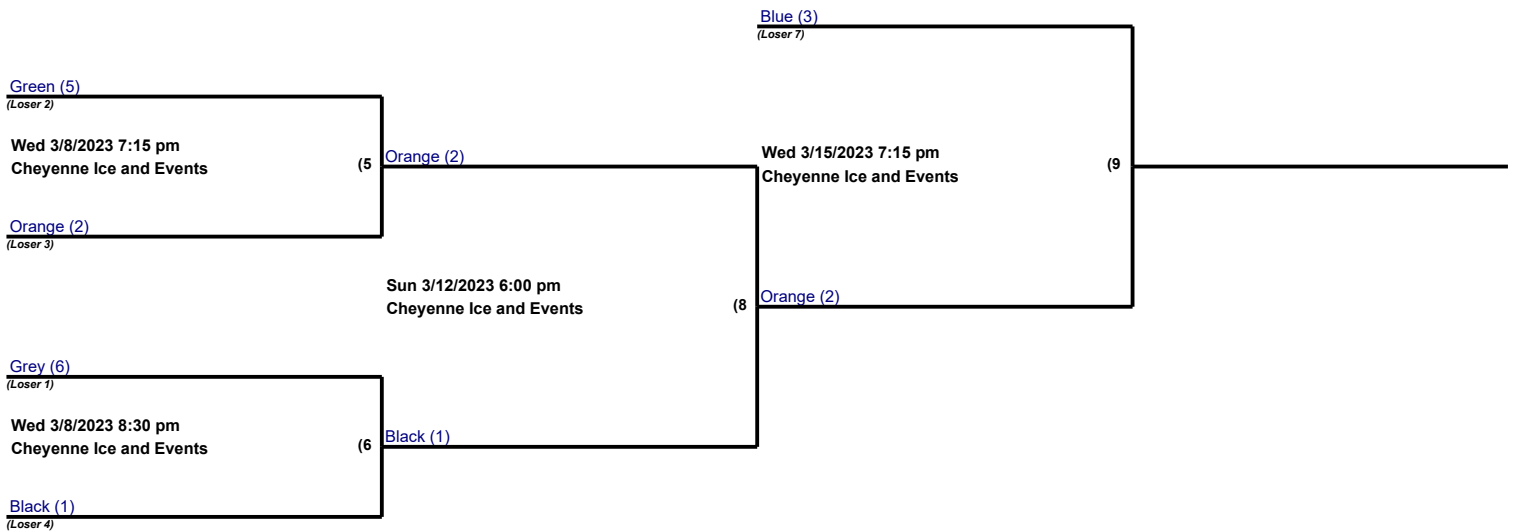 Blue (3)
(Loser 7)
Green (5)
(Loser 2)
Wed 3/8/2023 7:15 pm
Cheyenne Ice and Events
(5
Orange (2)
Wed 3/15/2023 7:15 pm
Cheyenne Ice and Events
(9
Orange (2)
(Loser 3)
Sun 3/12/2023 6:00 pm
Cheyenne Ice and Events
(8
Orange (2)
Grey (6)
(Loser 1)
Wed 3/8/2023 8:30 pm
Cheyenne Ice and Events
(6
Black (1)
Black (1)
(Loser 4)